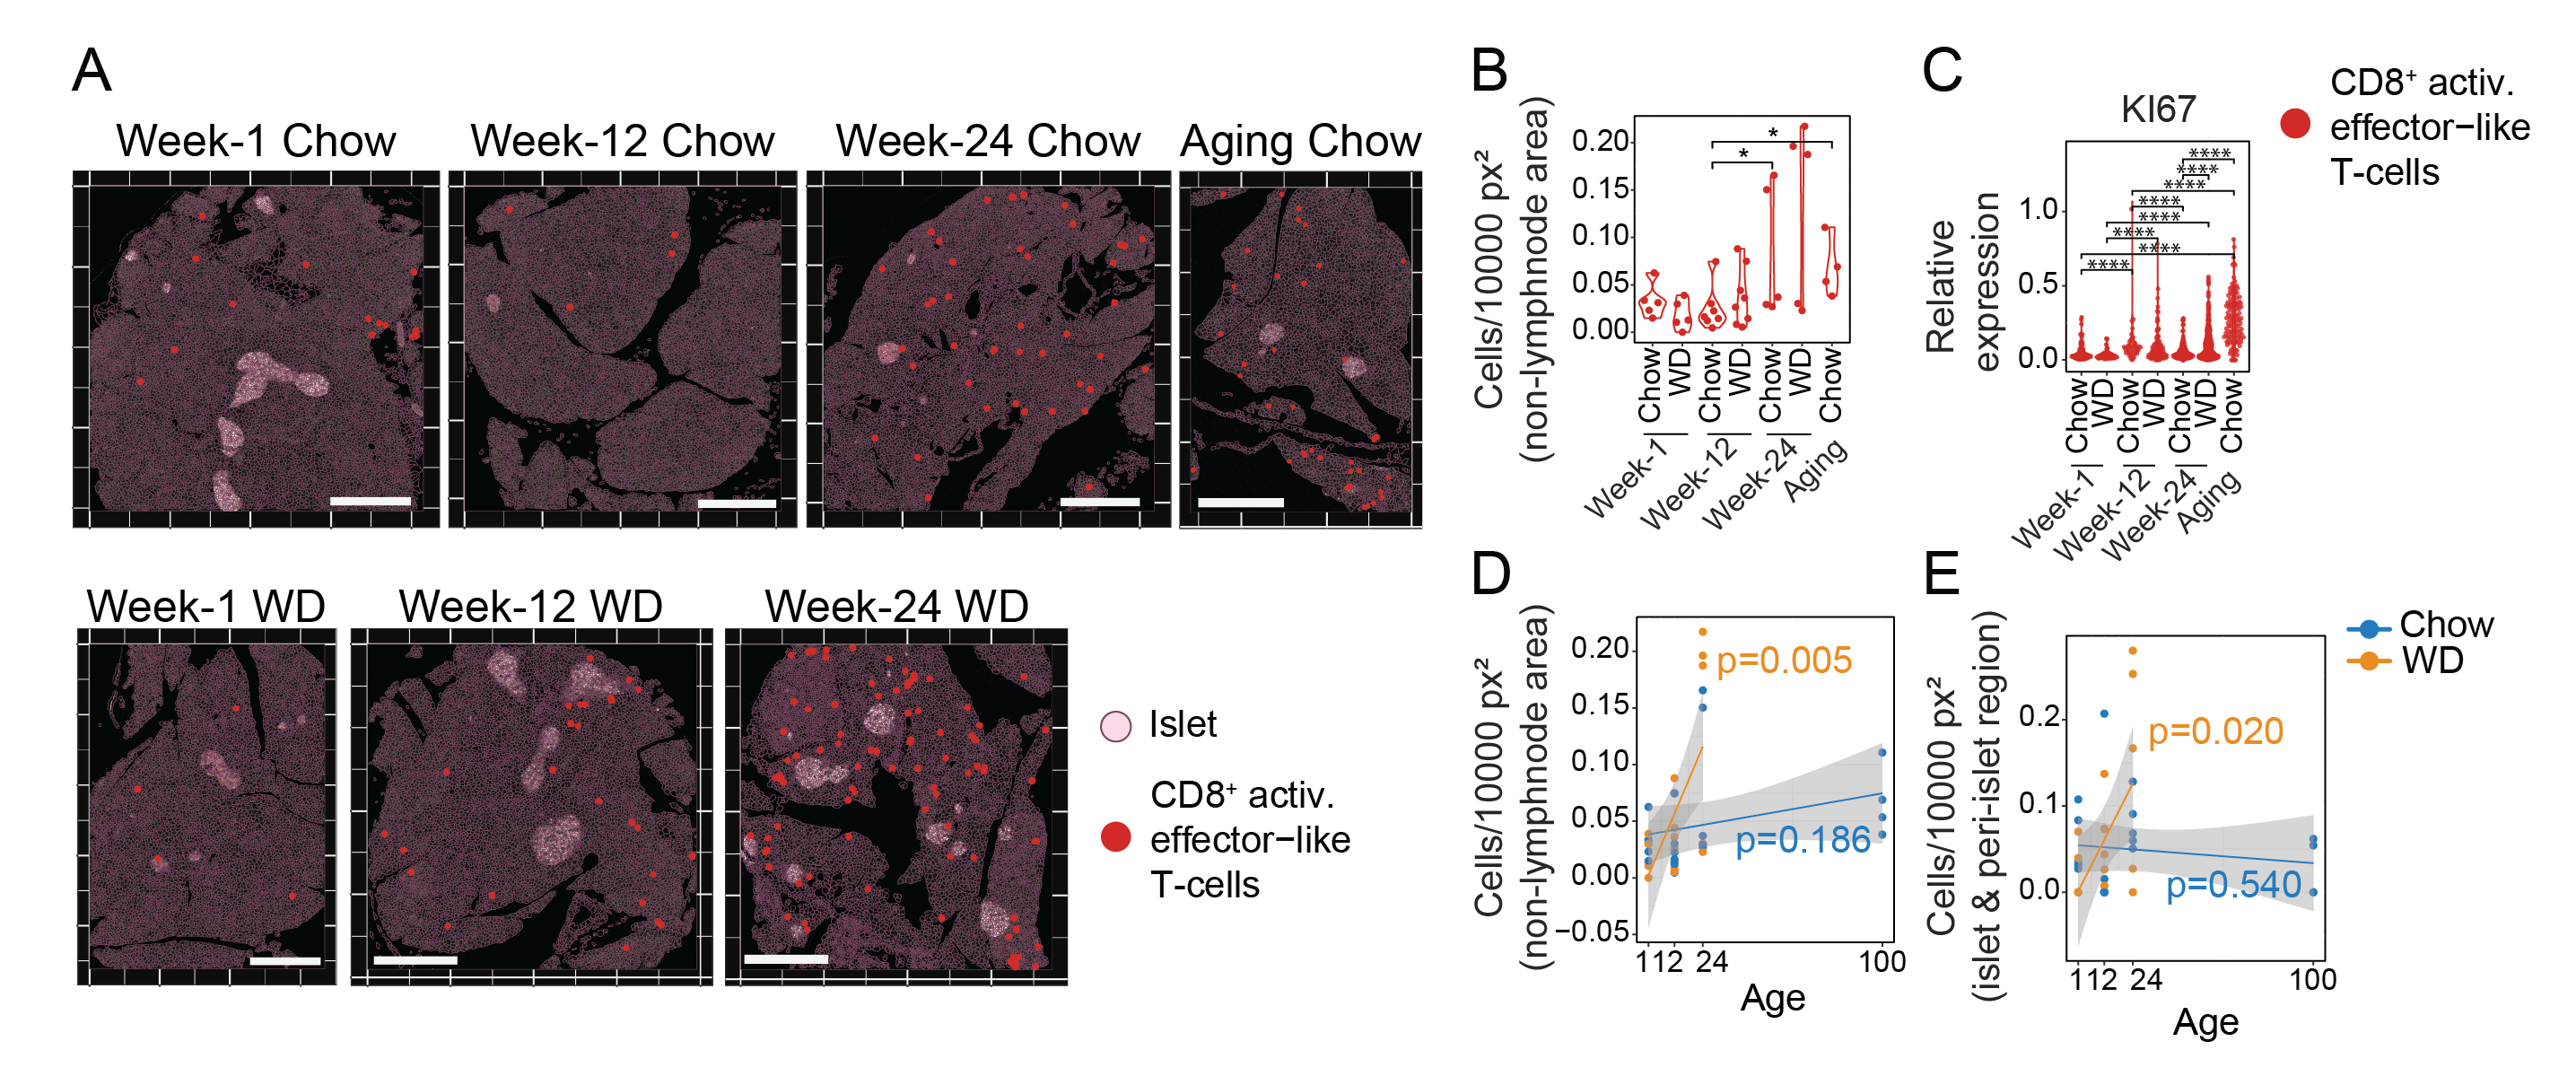 A
Week-1 Chow
Week-12 Chow
Week-24 Chow
Aging Chow
Week-1 WD
Week-12 WD
Week-24 WD
Islet
CD8⁺ activ.
effector−like
T-cells
B
Cells/10000 px²
(non-lymphnode area)
0.20
0.15
0.10
0.05
0.00
*
*
Chow
WD
Chow
WD
Chow
WD
Chow
Week-1
Week-12
Week-24
Aging
C
KI67
Relative
expression
1.0
0.5
0.0
****
****
****
****
****
****
****
****
Chow
WD
Chow
WD
Chow
WD
Chow
Week-1
Week-12
Week-24
Aging
CD8⁺ activ.
effector−like
T-cells
D
Cells/10000 px²
(non-lymphnode area)
0.20
0.15
0.10
0.05
0.00
−0.05
p=0.005
p=0.186
1 12 24 100
Age
E
Cells/10000 px²
(islet & peri-islet region)
0.2
0.1
0.0
p=0.020
p=0.540
1 12 24 100
Age
Chow
WD